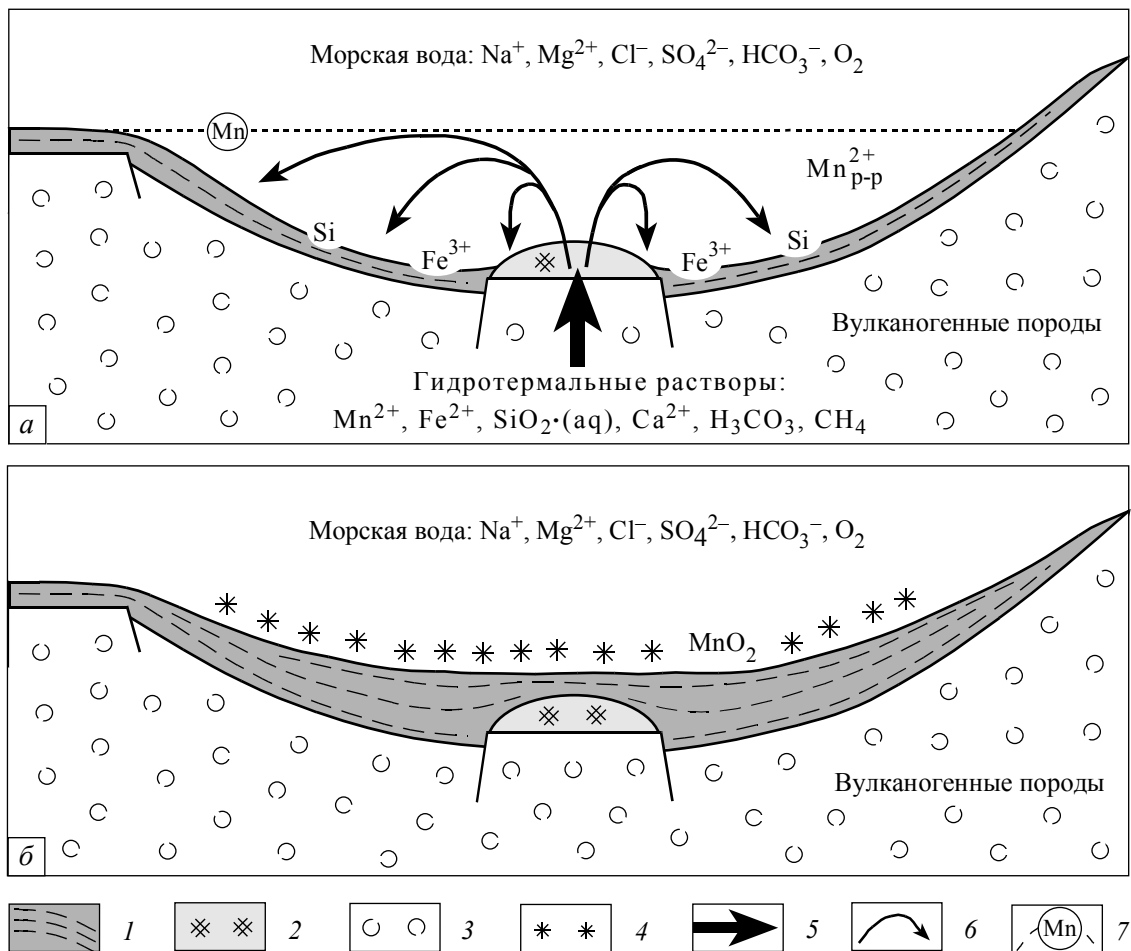 Морская вода: Na⁺, Mg²⁺, Cl⁻, SO₄²⁻, HCO₃⁻, O₂
Mn
Mn²⁺р-р
Si
Si
Fe³⁺
Fe³⁺
Вулканогенные породы
Гидротермальные растворы:
Mn²⁺, Fe²⁺, SiO₂·(aq), Ca²⁺, H₃CO₃, CH₄
а
Морская вода: Na⁺, Mg²⁺, Cl⁻, SO₄²⁻, HCO₃⁻, O₂
MnO₂
Вулканогенные породы
б
1 2 3 4 5 6 Mn 7